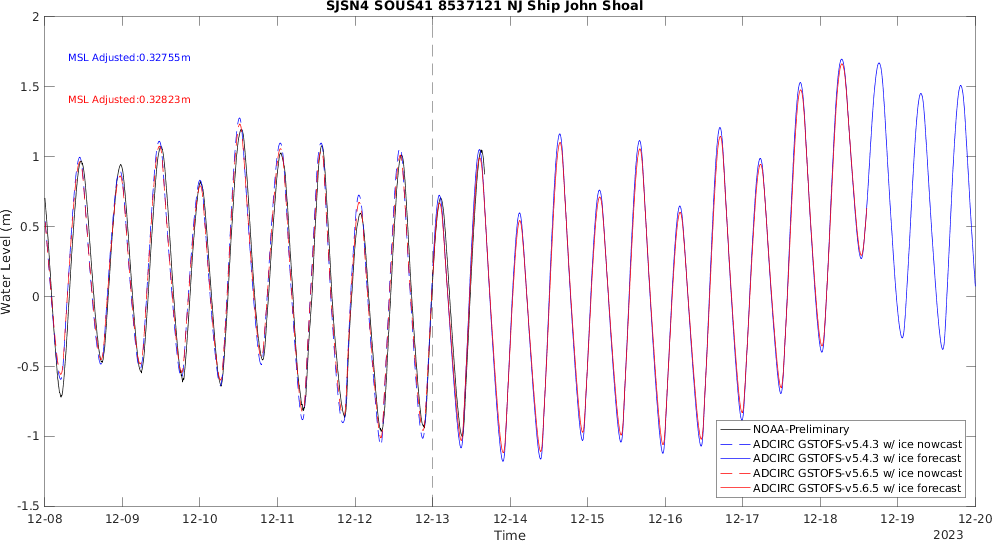 SJSN4 SOUS41 8537121 NJ Ship John Shoal
MSL Adjusted:0.32755m
MSL Adjusted:0.32823m
Water Level (m)
2
1.5
1
0.5
0
-0.5
-1
-1.5
NOAA-Preliminary
ADCIRC GSTOFS-v5.4.3 w/ ice nowcast
ADCIRC GSTOFS-v5.4.3 w/ ice forecast
ADCIRC GSTOFS-v5.6.5 w/ ice nowcast
ADCIRC GSTOFS-v5.6.5 w/ ice forecast
12-08 12-09 12-10 12-11 12-12 12-13 12-14 12-15 12-16 12-17 12-18 12-19 12-20
Time
2023